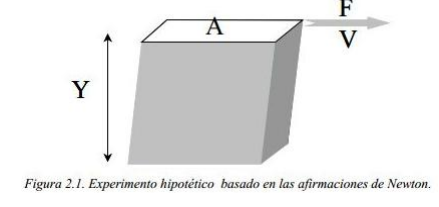 F
A
V
Y
Figura 2.1. Experimento hipotético basado en las afirmaciones de Newton.